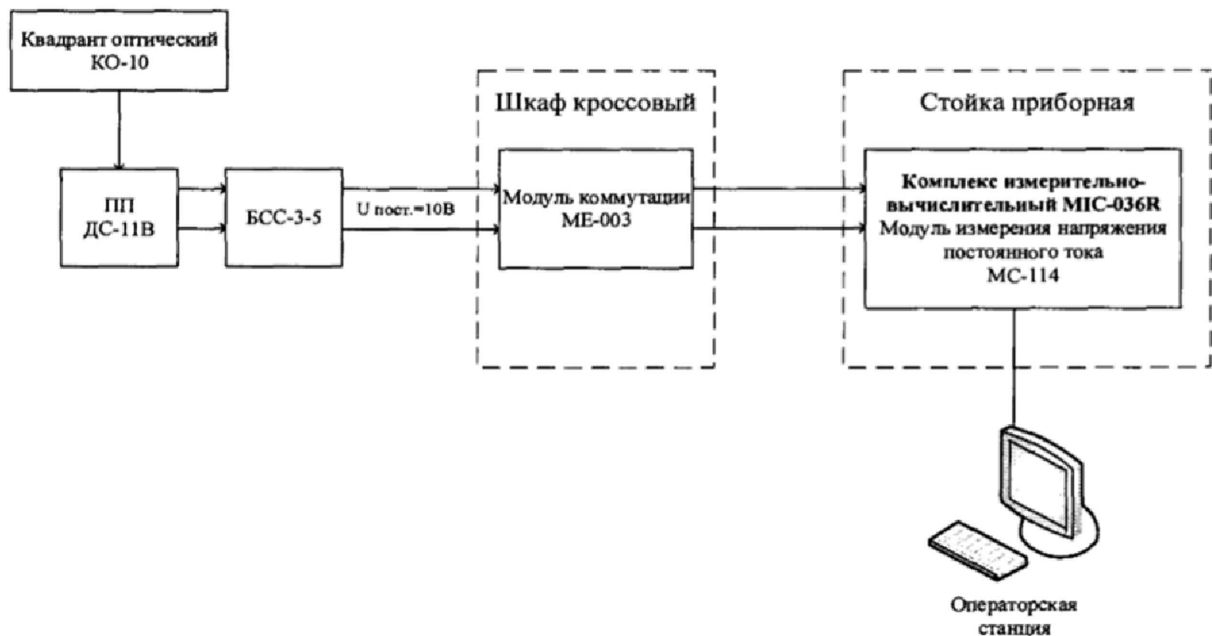 Квадрант оптический
КО-10
Шкаф кроссовый
Стойка приборная
ПП
ДС-11В
БСС-3-5
U пост.=10В
Модуль коммутации
МЕ-003
Комплекс измерительно-
вычислительный MIC-036R
Модуль измерения напряжения
постоянного тока
МС-114
Операторская
станция